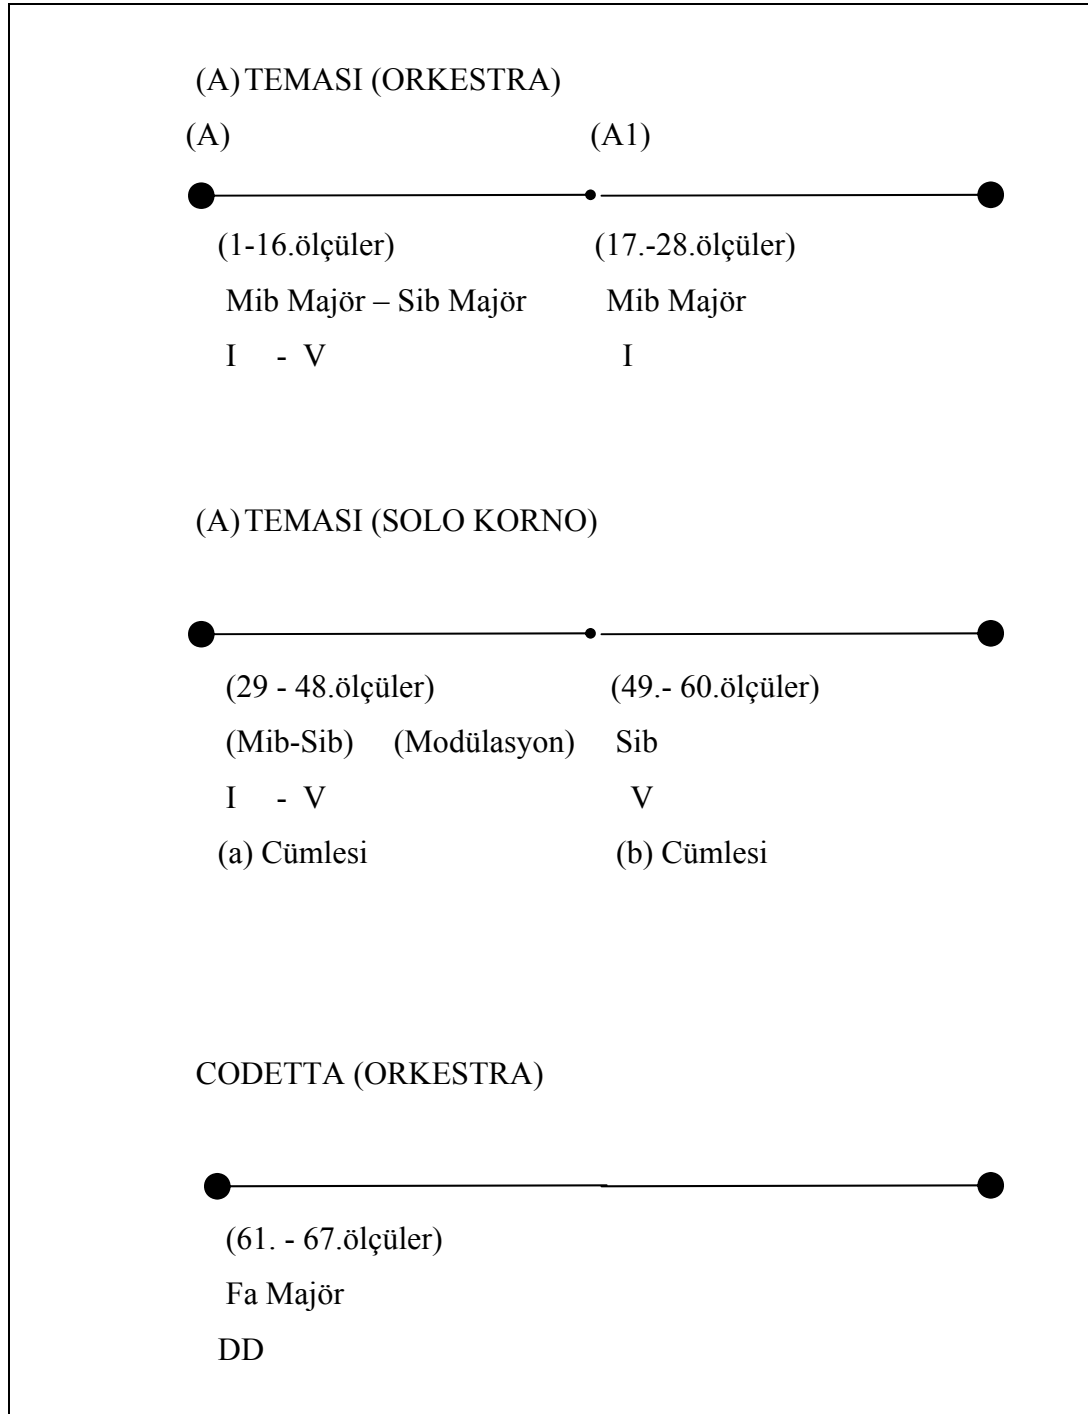 (A) TEMASI (ORKESTRA)
(A) (A1)
(1-16.ölçüler) (17.-28.ölçüler)
Mib Majör – Sib Majör Mib Majör
I - V I
(A) TEMASI (SOLO KORNO)
(29 - 48.ölçüler) (49.- 60.ölçüler)
(Mib-Sib) (Modülasyon) Sib
I - V V
(a) Cümlesi (b) Cümlesi
CODETTA (ORKESTRA)
(61. - 67.ölçüler)
Fa Majör
DD